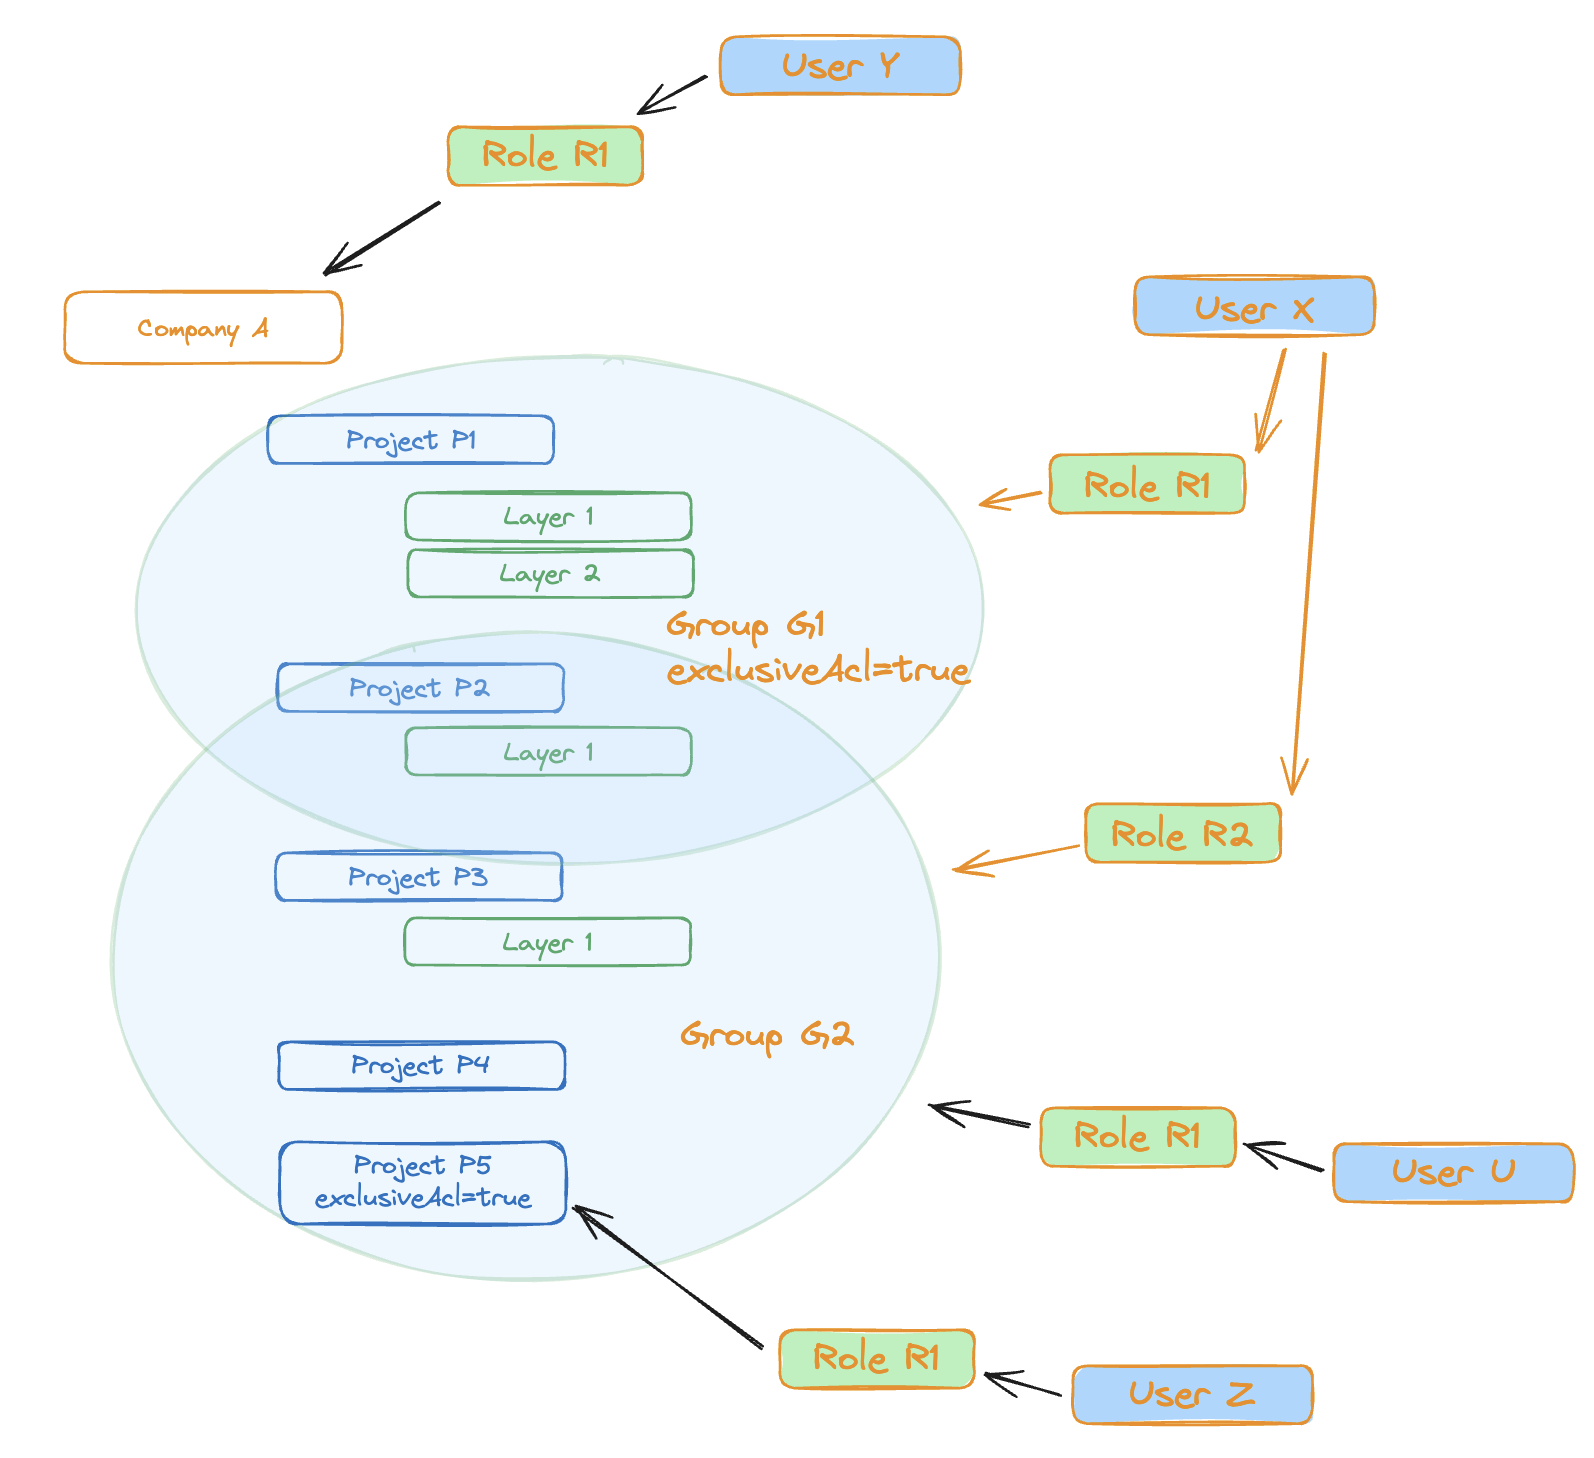 User Y
Role R1
Company A
User X
Project P1
Role R1
Layer 1
Layer 2
Group G1
exclusiveAcl=true
Project P2
Layer 1
Role R2
Project P3
Layer 1
Group G2
Project P4
Role R1
User U
Project P5
exclusiveAcl=true
Role R1
User Z